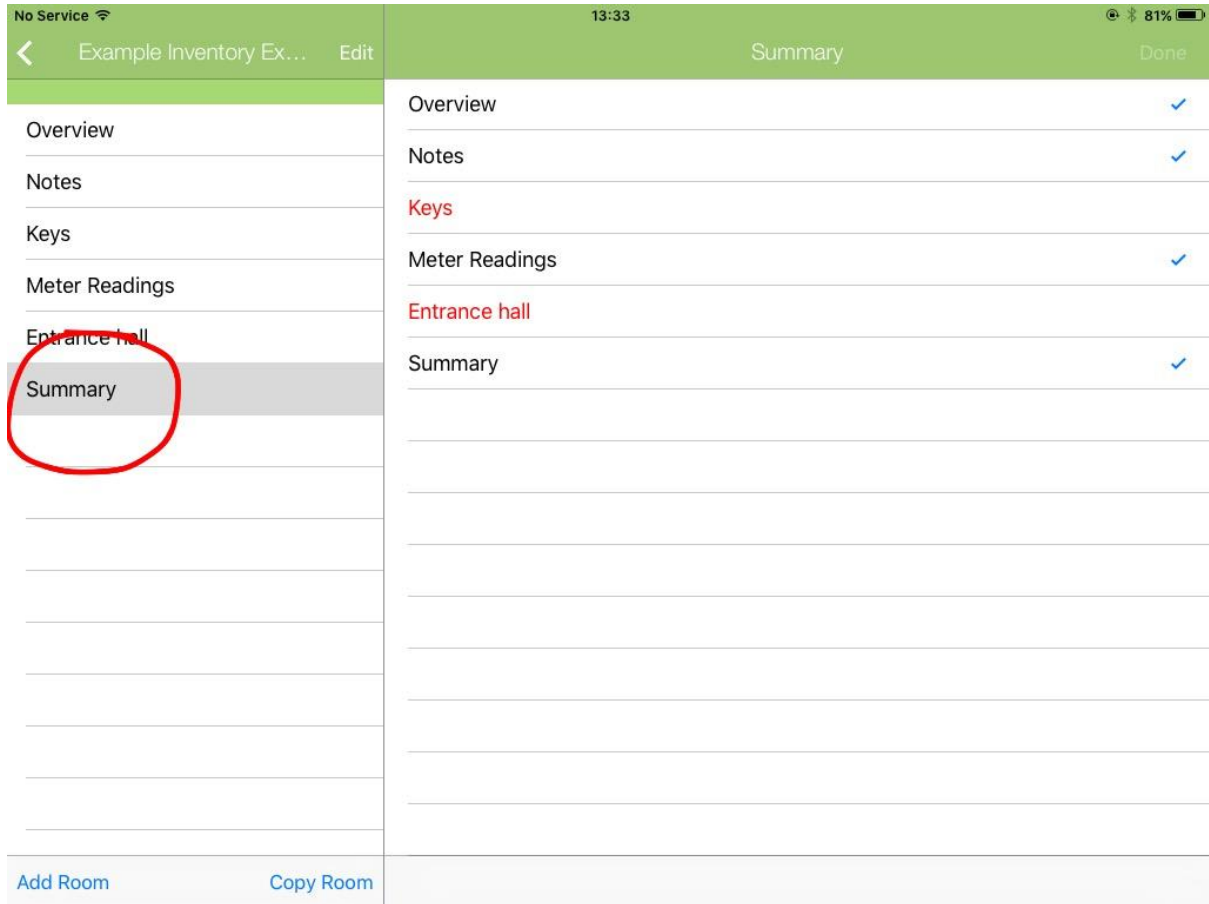 No Service 13:33 81%
Example Inventory Ex... Edit
Summary Done
Overview
Notes
Keys
Meter Readings
Entrance hall
Summary
Add Room Copy Room
Overview
Notes
Keys
Meter Readings
Entrance hall
Summary